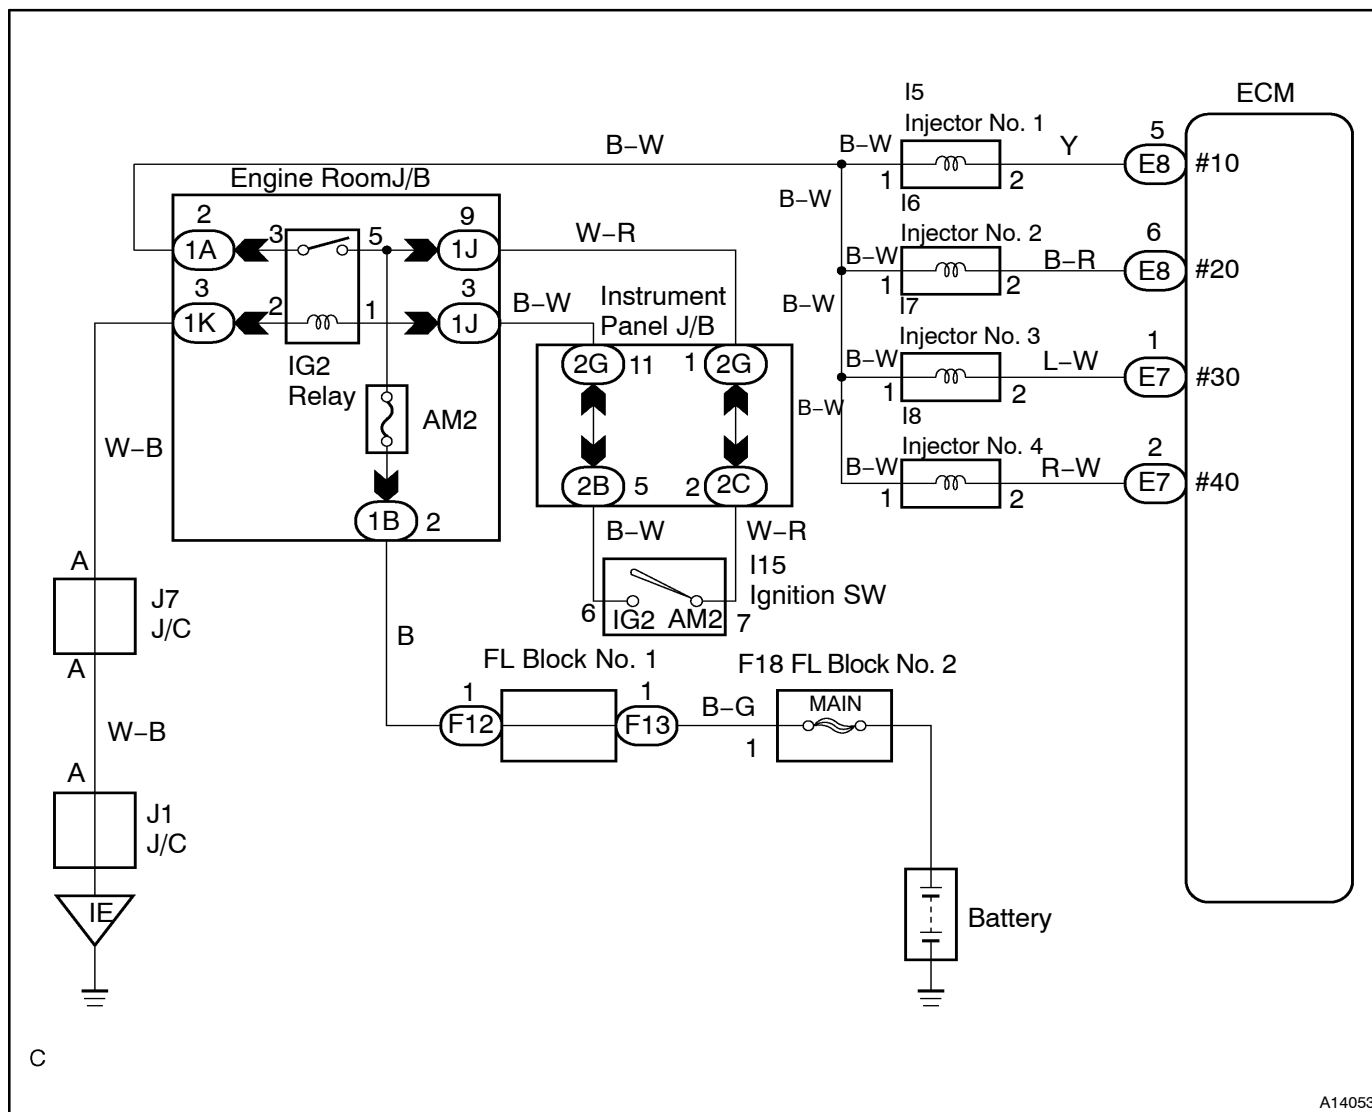 I5
ECM
Injector No. 1
B–W
B–W
Y
5
E8
#10
1
2
Engine RoomJ/B
B–W
I6
2
3
5
9
W–R
Injector No. 2
6
1A
1J
B–W
B–R
E8
#20
1
2
3
2
1
3
B–W
Instrument
Panel J/B
B–W
I7
1K
1J
Injector No. 3
1
IG2
Relay
2G
11
1
2G
B–W
L–W
E7
#30
1
2
AM2
B–W
I8
W–B
Injector No. 4
2
2B
5
2
2C
B–W
R–W
E7
#40
1
2
1B
2
B–W
W–R
A
I15
Ignition SW
J7
J/C
6
IG2
AM2
7
A
B
FL Block No. 1
F18 FL Block No. 2
1
1
B–G
MAIN
F12
F13
1
W–B
A
J1
J/C
IE
Battery
C
A14053